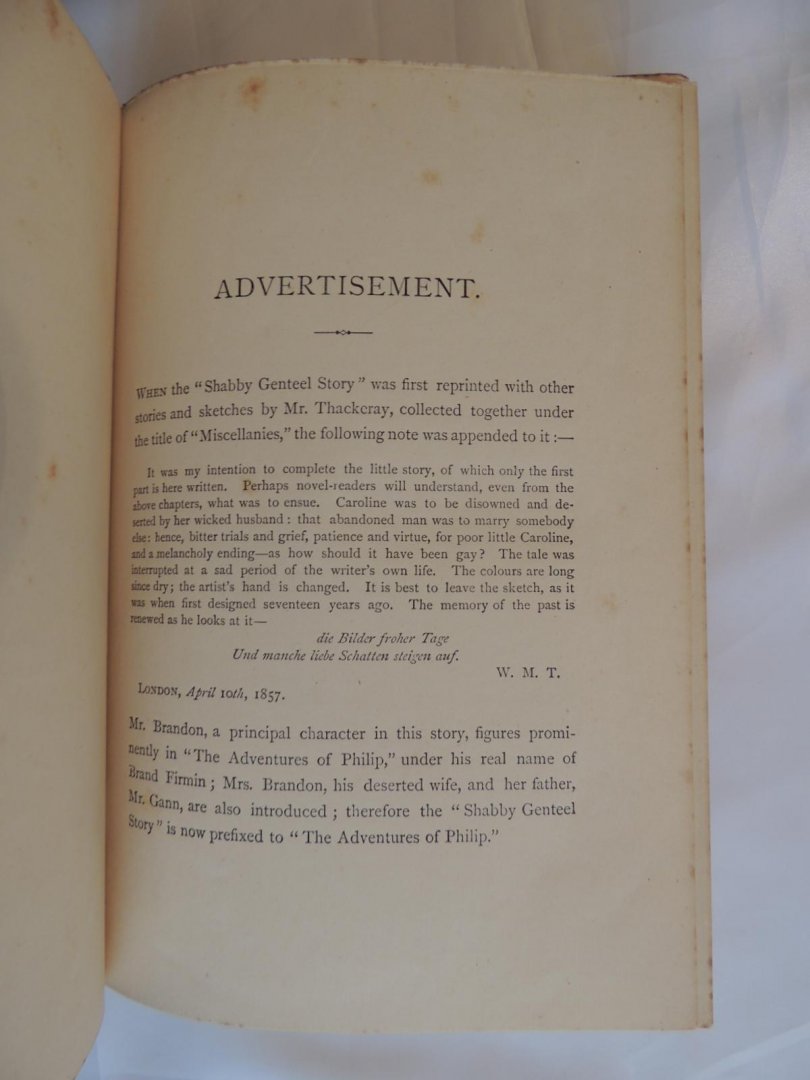 ADVERTISEMENT.
WHEN the “Shabby Genteel Story” was first reprinted with other
stories and sketches by Mr. Thackeray, collected together under
the title of “Miscellanies,” the following note was appended to it :—
It was my intention to complete the little story, of which only the first
part is here written. Perhaps novel-readers will understand, even from the
above chapters, what was to ensue. Caroline was to be disowned and de-
serted by her wicked husband : that abandoned man was to marry somebody
else : hence, bitter trials and grief, patience and virtue, for poor little Caroline,
and a melancholy ending—as how should it have been gay? The tale was
interrupted at a sad period of the writer's own life. The colours are long
since dry; the artist's hand is changed. It is best to leave the sketch, as it
was when first designed seventeen years ago. The memory of the past is
renewed as he looks at it—
die Bilder froher Tage
Und manche liebe Schatten steigen auf.
W. M. T.
LONDON, April 10th, 1857.
Mr. Brandon, a principal character in this story, figures promi-
nently in “The Adventures of Philip,” under his real name of
Brand Firmin ; Mrs. Brandon, his deserted wife, and her father,
Mr. Gann, are also introduced ; therefore the “Shabby Genteel
Story” is now prefixed to “The Adventures of Philip.”